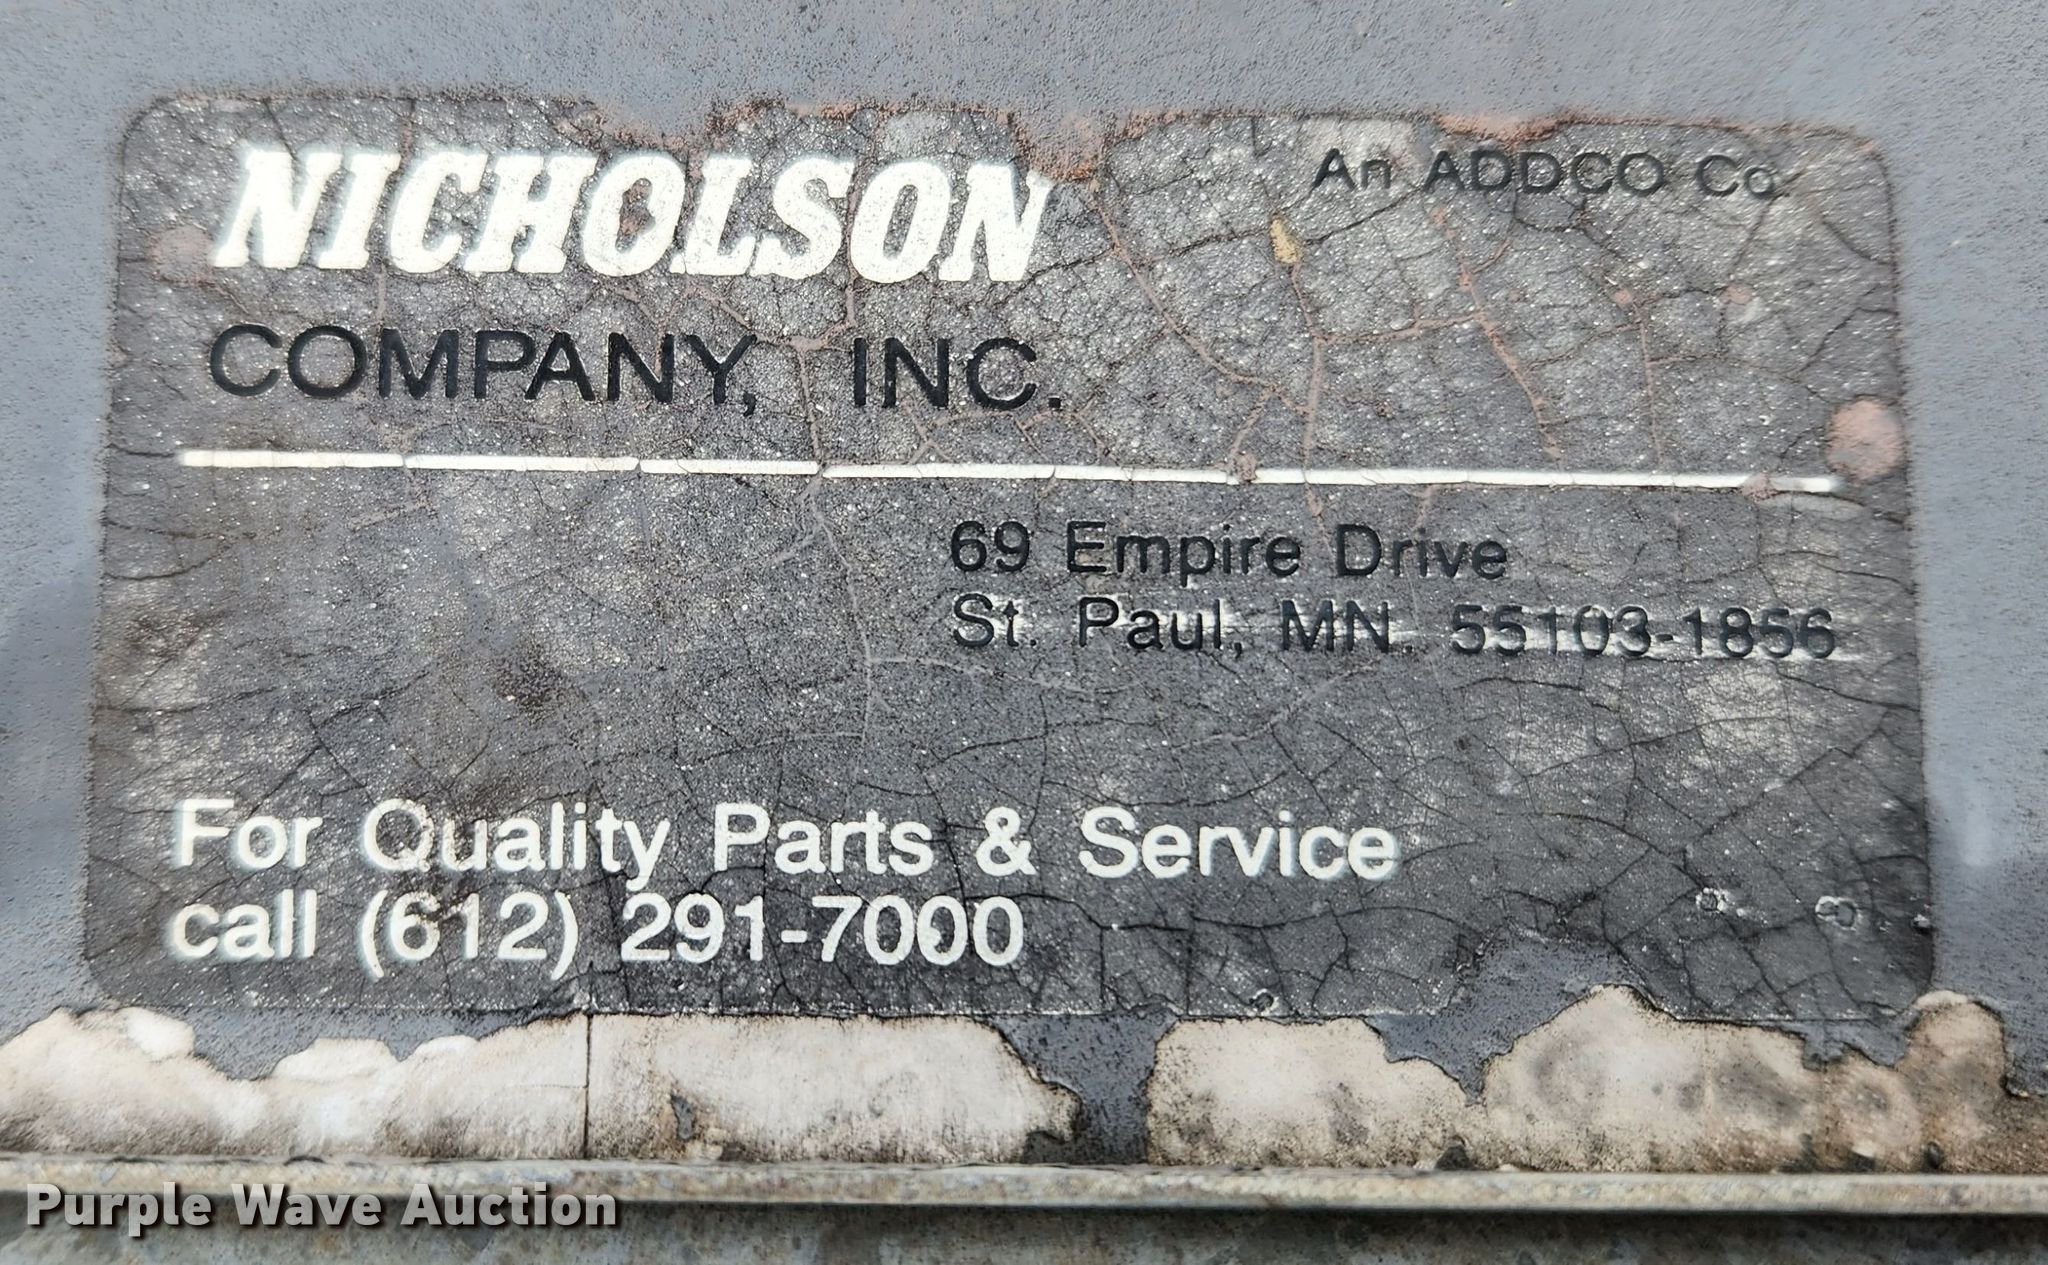 NICHOLSON
An ADDCO Co.
COMPANY, INC.
69 Empire Drive
St. Paul, MN. 55103-1856
For Quality Parts & Service
call (612) 291-7000
Purple Wave Auction